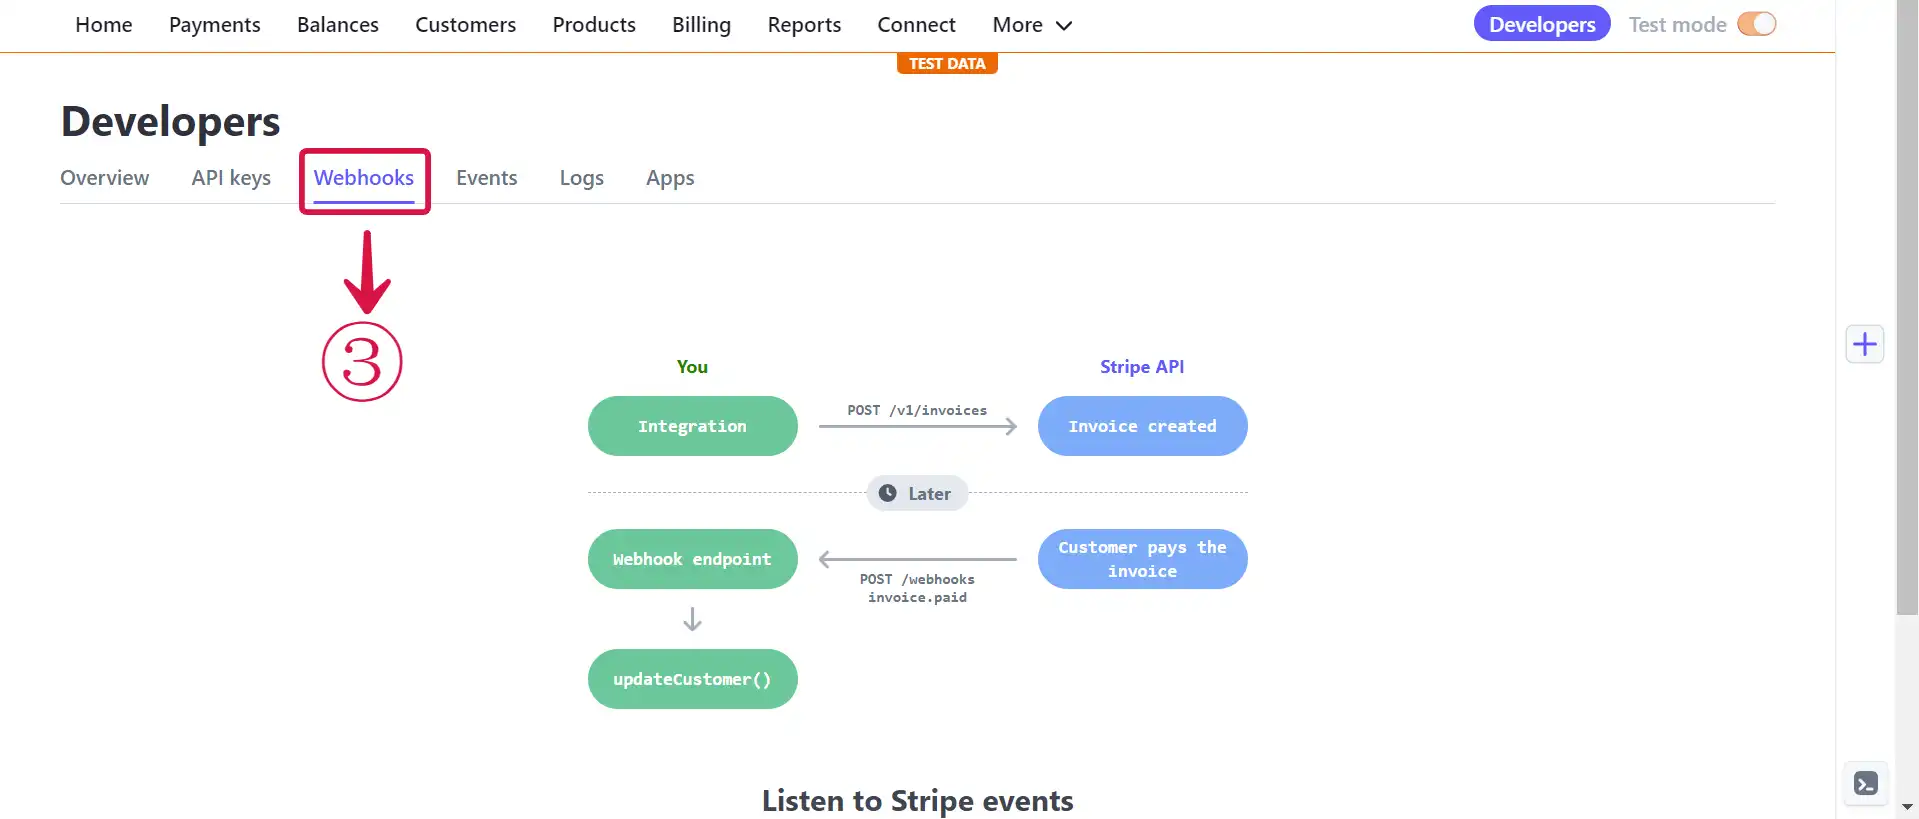 Home Payments Balances Customers Products Billing Reports Connect More Developers Test mode
TEST DATA
Developers
Overview API keys Webhooks Events Logs Apps
3
You Stripe API
Integration POST /v1/invoices Invoice created
Later
Webhook endpoint Customer pays the
invoice
POST /webhooks
invoice.paid
updateCustomer()
Listen to Stripe events